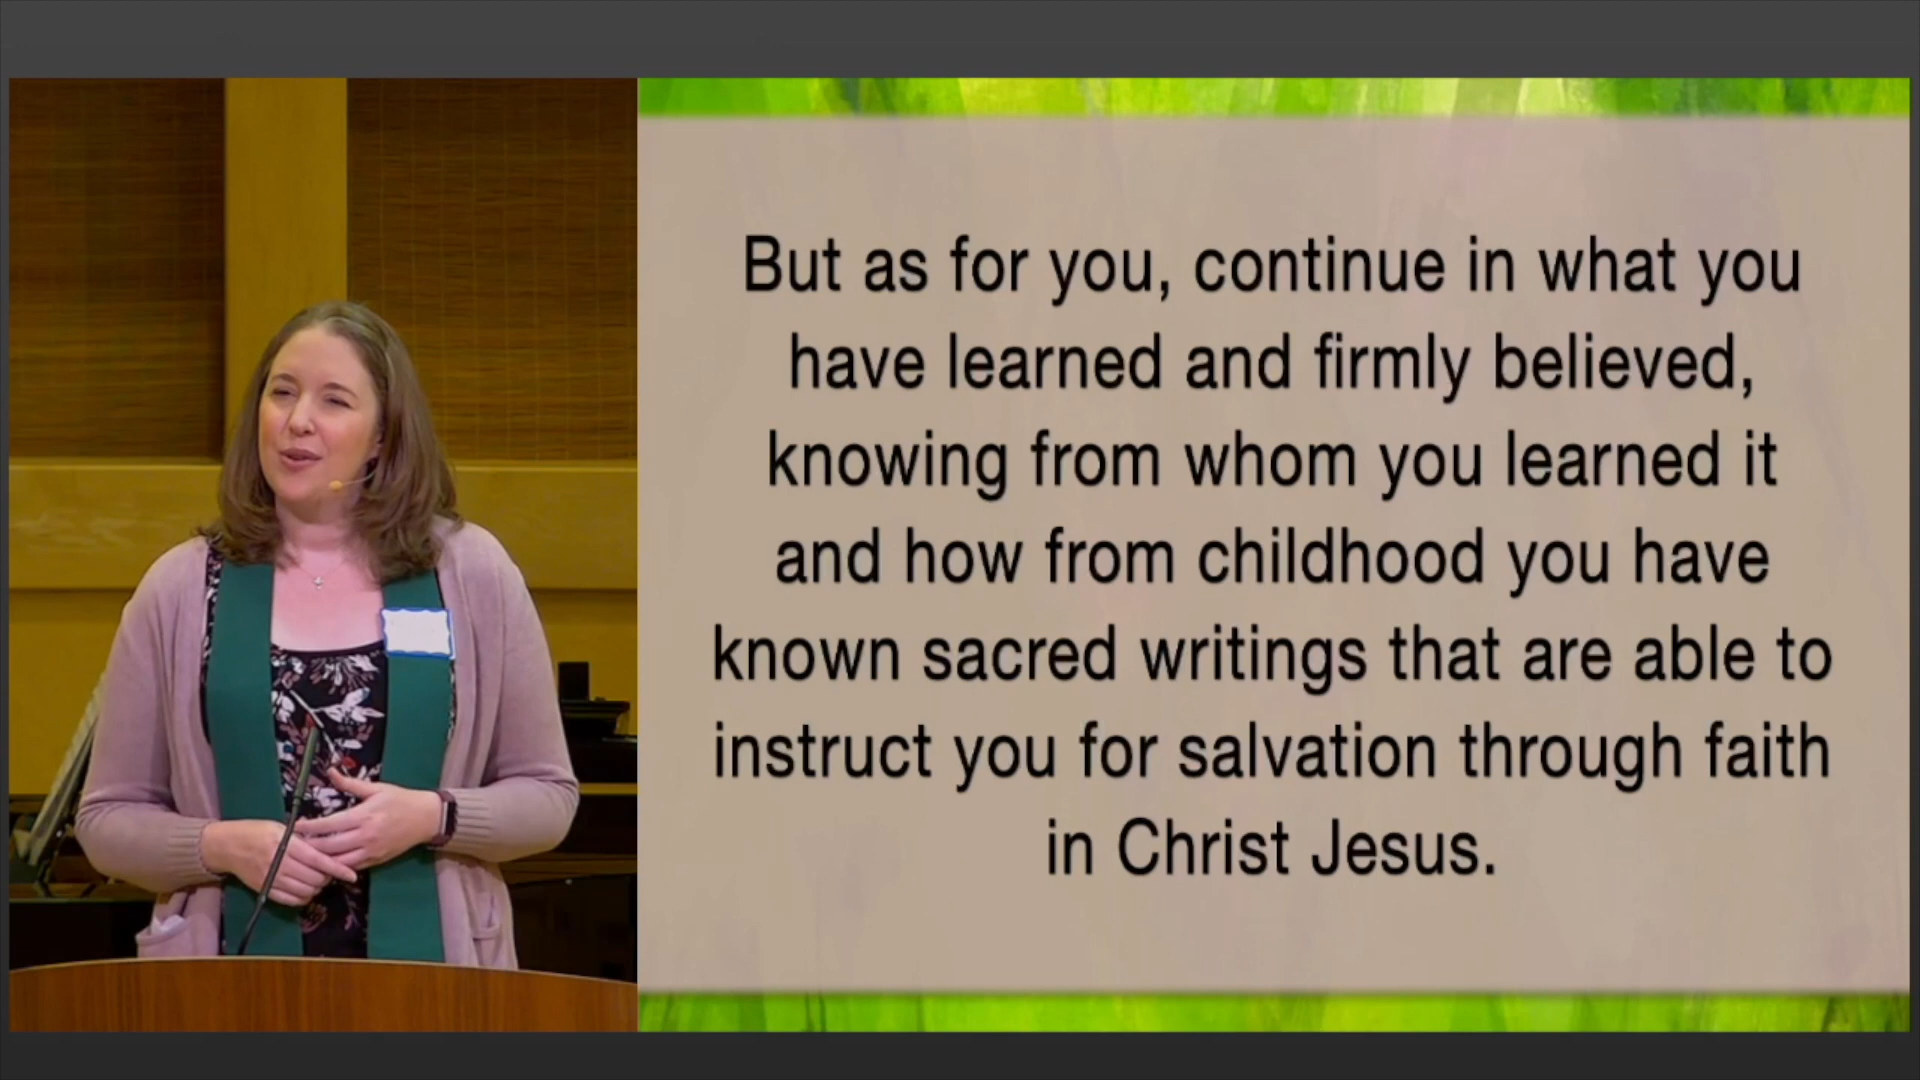 But as for you, continue in what you
have learned and firmly believed,
knowing from whom you learned it
and how from childhood you have
known sacred writings that are able to
instruct you for salvation through faith
in Christ Jesus.